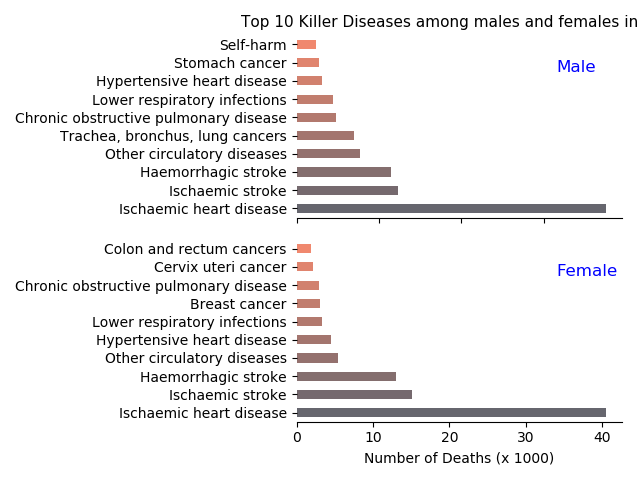 Top 10 Killer Diseases among males and females in
Self-harm
Stomach cancer
Male
Hypertensive heart disease
Lower respiratory infections
Chronic obstructive pulmonary disease
Trachea, bronchus, lung cancers
Other circulatory diseases
Haemorrhagic stroke
Ischaemic stroke
Ischaemic heart disease
Colon and rectum cancers
Cervix uteri cancer
Female
Chronic obstructive pulmonary disease
Breast cancer
Lower respiratory infections
Hypertensive heart disease
Other circulatory diseases
Haemorrhagic stroke
Ischaemic stroke
Ischaemic heart disease
0 10 20 30 40
Number of Deaths (x 1000)